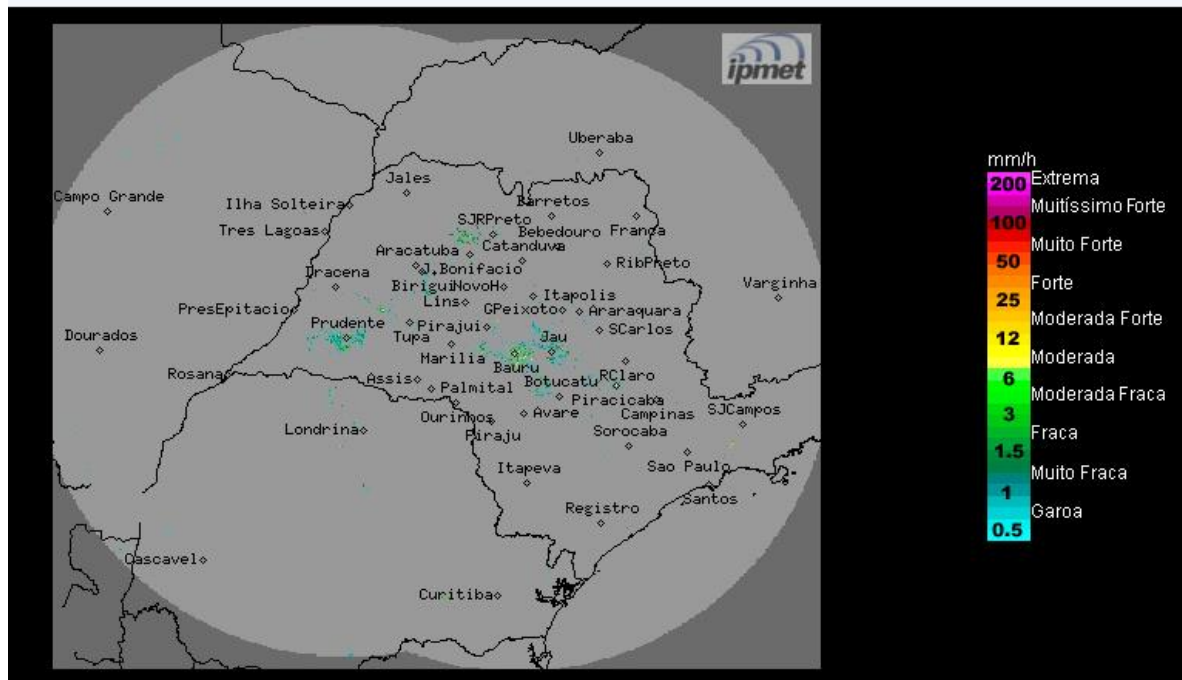 ipmet
Uberaba
Jales
Campo Grande
Ilha Solteira
Barretos
SJRPreto
Tres Lagoas
Bebedouro
Franca
Aracatuba
Catanduva
Dracena
J.Bonifacio
RibPreto
Birigui
NovoH
Varginha
Lins
Itapolis
PresEpitacio
GPeixoto
Araraquara
Prudente
Pirajui
SCarlos
Dourados
Tupa
Jau
Marilia
Bauru
Rosana
Assis
Botucatu
RClaro
Palmital
Piracicaba
Ourinhos
Avare
Campinas
SJCampos
Londrina
Piraju
Sorocaba
Itapeva
Sao Paulo
Santos
Registro
Cascavel
Curitiba
mm/h
200 Extrema
Muitíssimo Forte
100
Muito Forte
50
Forte
25
Moderada Forte
12
Moderada
6
Moderada Fraca
3
Fraca
1.5
Muito Fraca
1
Garoa
0.5